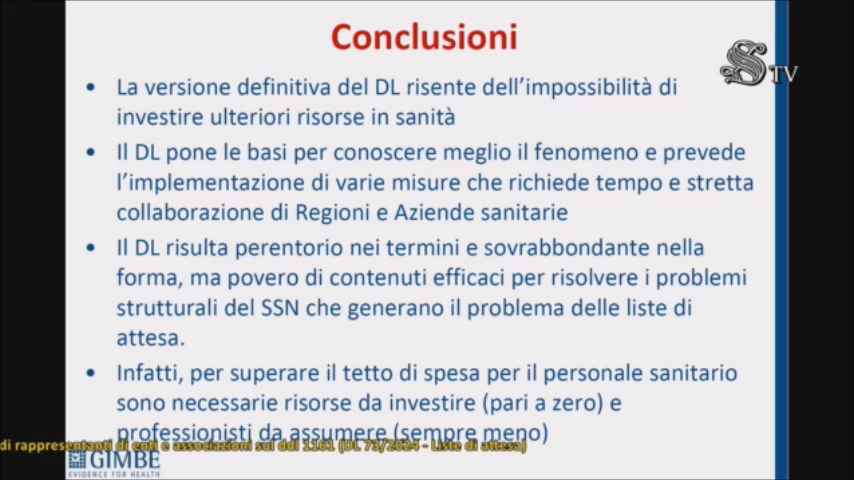 Conclusioni
S TV
• La versione definitiva del DL risente dell'impossibilità di
investire ulteriori risorse in sanità
• Il DL pone le basi per conoscere meglio il fenomeno e prevede
l'implementazione di varie misure che richiede tempo e stretta
collaborazione di Regioni e Aziende sanitarie
• Il DL risulta perentorio nei termini e sovrabbondante nella
forma, ma povero di contenuti efficaci per risolvere i problemi
strutturali del SSN che generano il problema delle liste di
attesa.
• Infatti, per superare il tetto di spesa per il personale sanitario
sono necessarie risorse da investire (pari a zero) e
professionisti da assumere (sempre meno)
di rappresentanti di enti e associazioni sul ddl 1161 (DL 73/2024 - Liste di attesa)
GIMBE
EVIDENCE FOR HEALTH